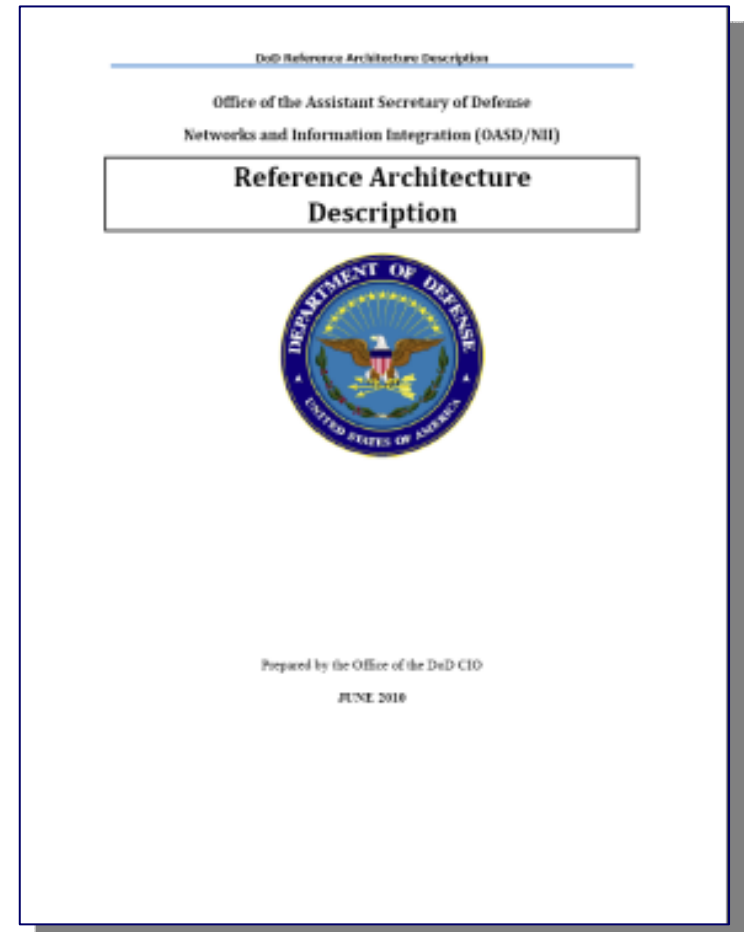 DoD Reference Architecture Description
Office of the Assistant Secretary of Defense
Networks and Information Integration (OASD/NII)
Reference Architecture
Description
DEPARTMENT OF DEFENSE
UNITED STATES OF AMERICA
Prepared by the Office of the DoD CIO
JUNE 2010